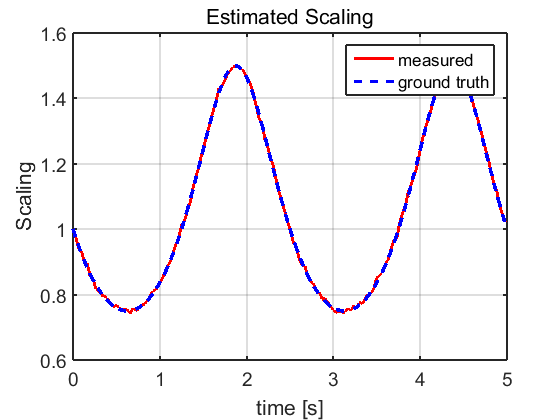 Estimated Scaling
measured
ground truth
Scaling
1.6
1.4
1.2
1
0.8
0.6
0 1 2 3 4 5
time [s]